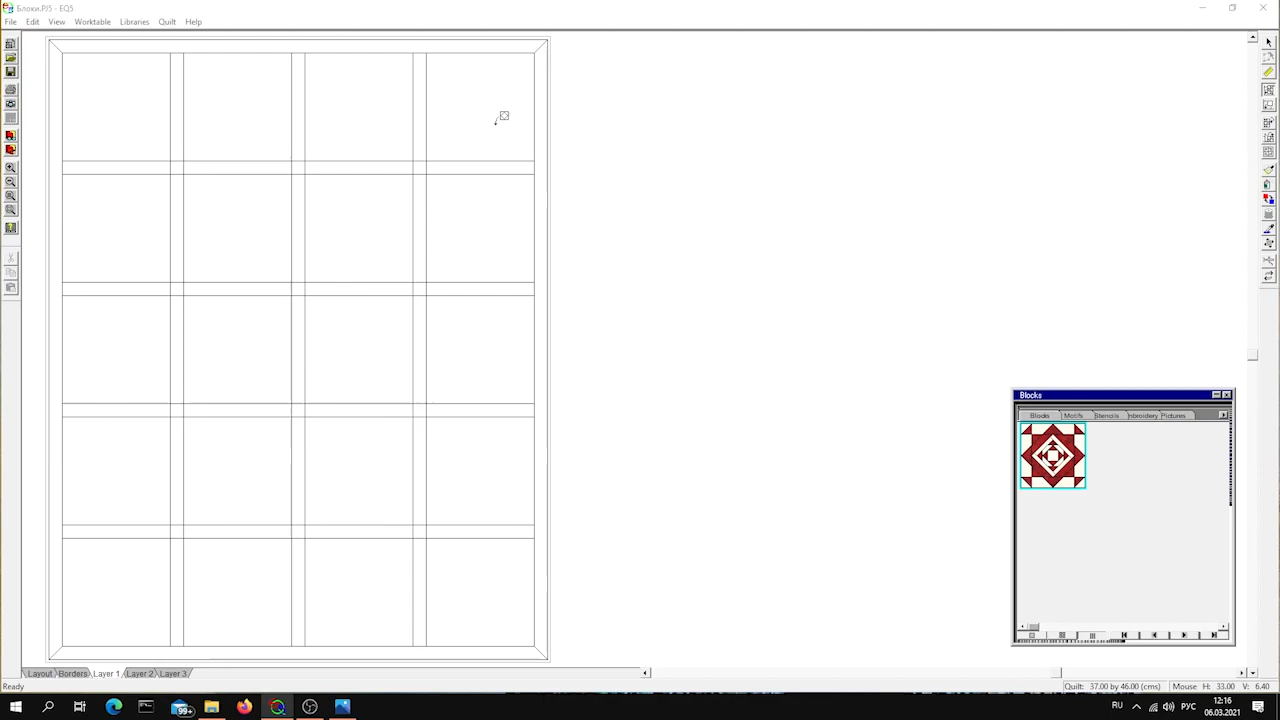 Блоки.PJ5 - EQ5
File Edit View Worktable Libraries Quilt Help
Blocks
Blocks Motifs Stencils mbroidery Pictures
Layout Borders Layer 1 Layer 2 Layer 3
Ready
Quilt: 37.00 by 46.00 (cms) Mouse H: 33.00 V: 6.40
99+
RU РУС
12:16
06.03.2021